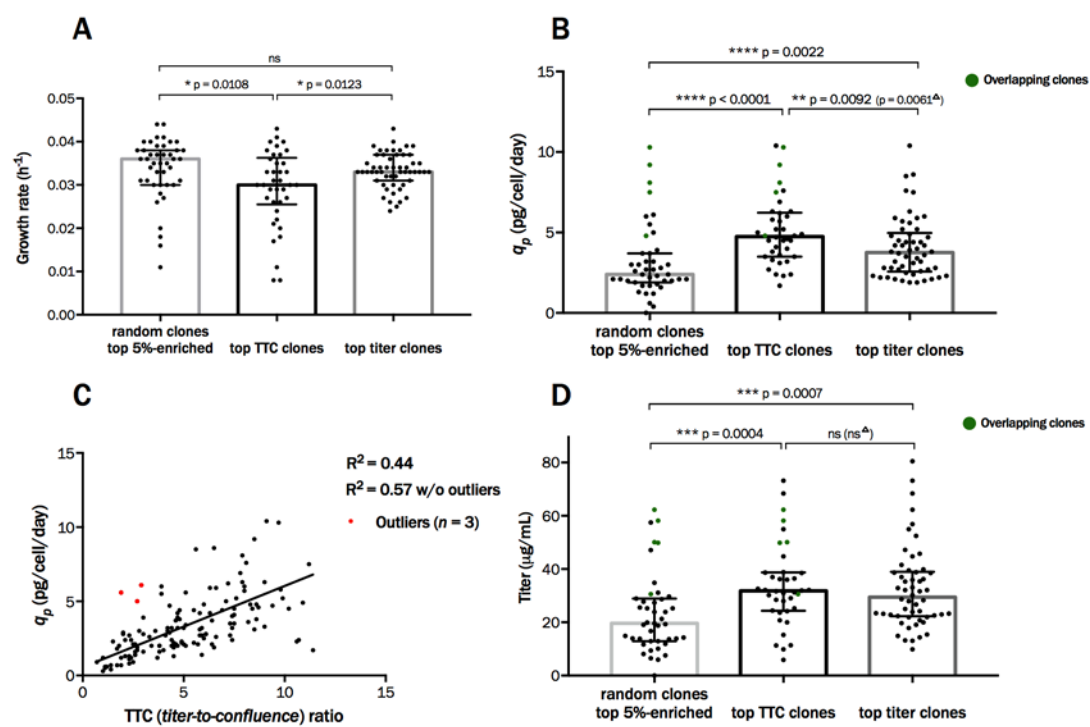 A
ns
* p = 0.0108
* p = 0.0123
Growth rate (h⁻¹)
0.05
0.04
0.03
0.02
0.01
0.00
random clones
top 5%-enriched
top TTC clones
top titer clones
B
**** p = 0.0022
Overlapping clones
**** p < 0.0001
** p = 0.0092 (p = 0.0061^Δ)
qₚ (pg/cell/day)
15
10
5
0
random clones
top 5%-enriched
top TTC clones
top titer clones
C
R² = 0.44
R² = 0.57 w/o outliers
Outliers (n = 3)
qₚ (pg/cell/day)
15
10
5
0
0
5
10
15
TTC (titer-to-confluence) ratio
D
*** p = 0.0007
Overlapping clones
*** p = 0.0004
ns (ns^Δ)
Titer (µg/mL)
80
60
40
20
0
random clones
top 5%-enriched
top TTC clones
top titer clones